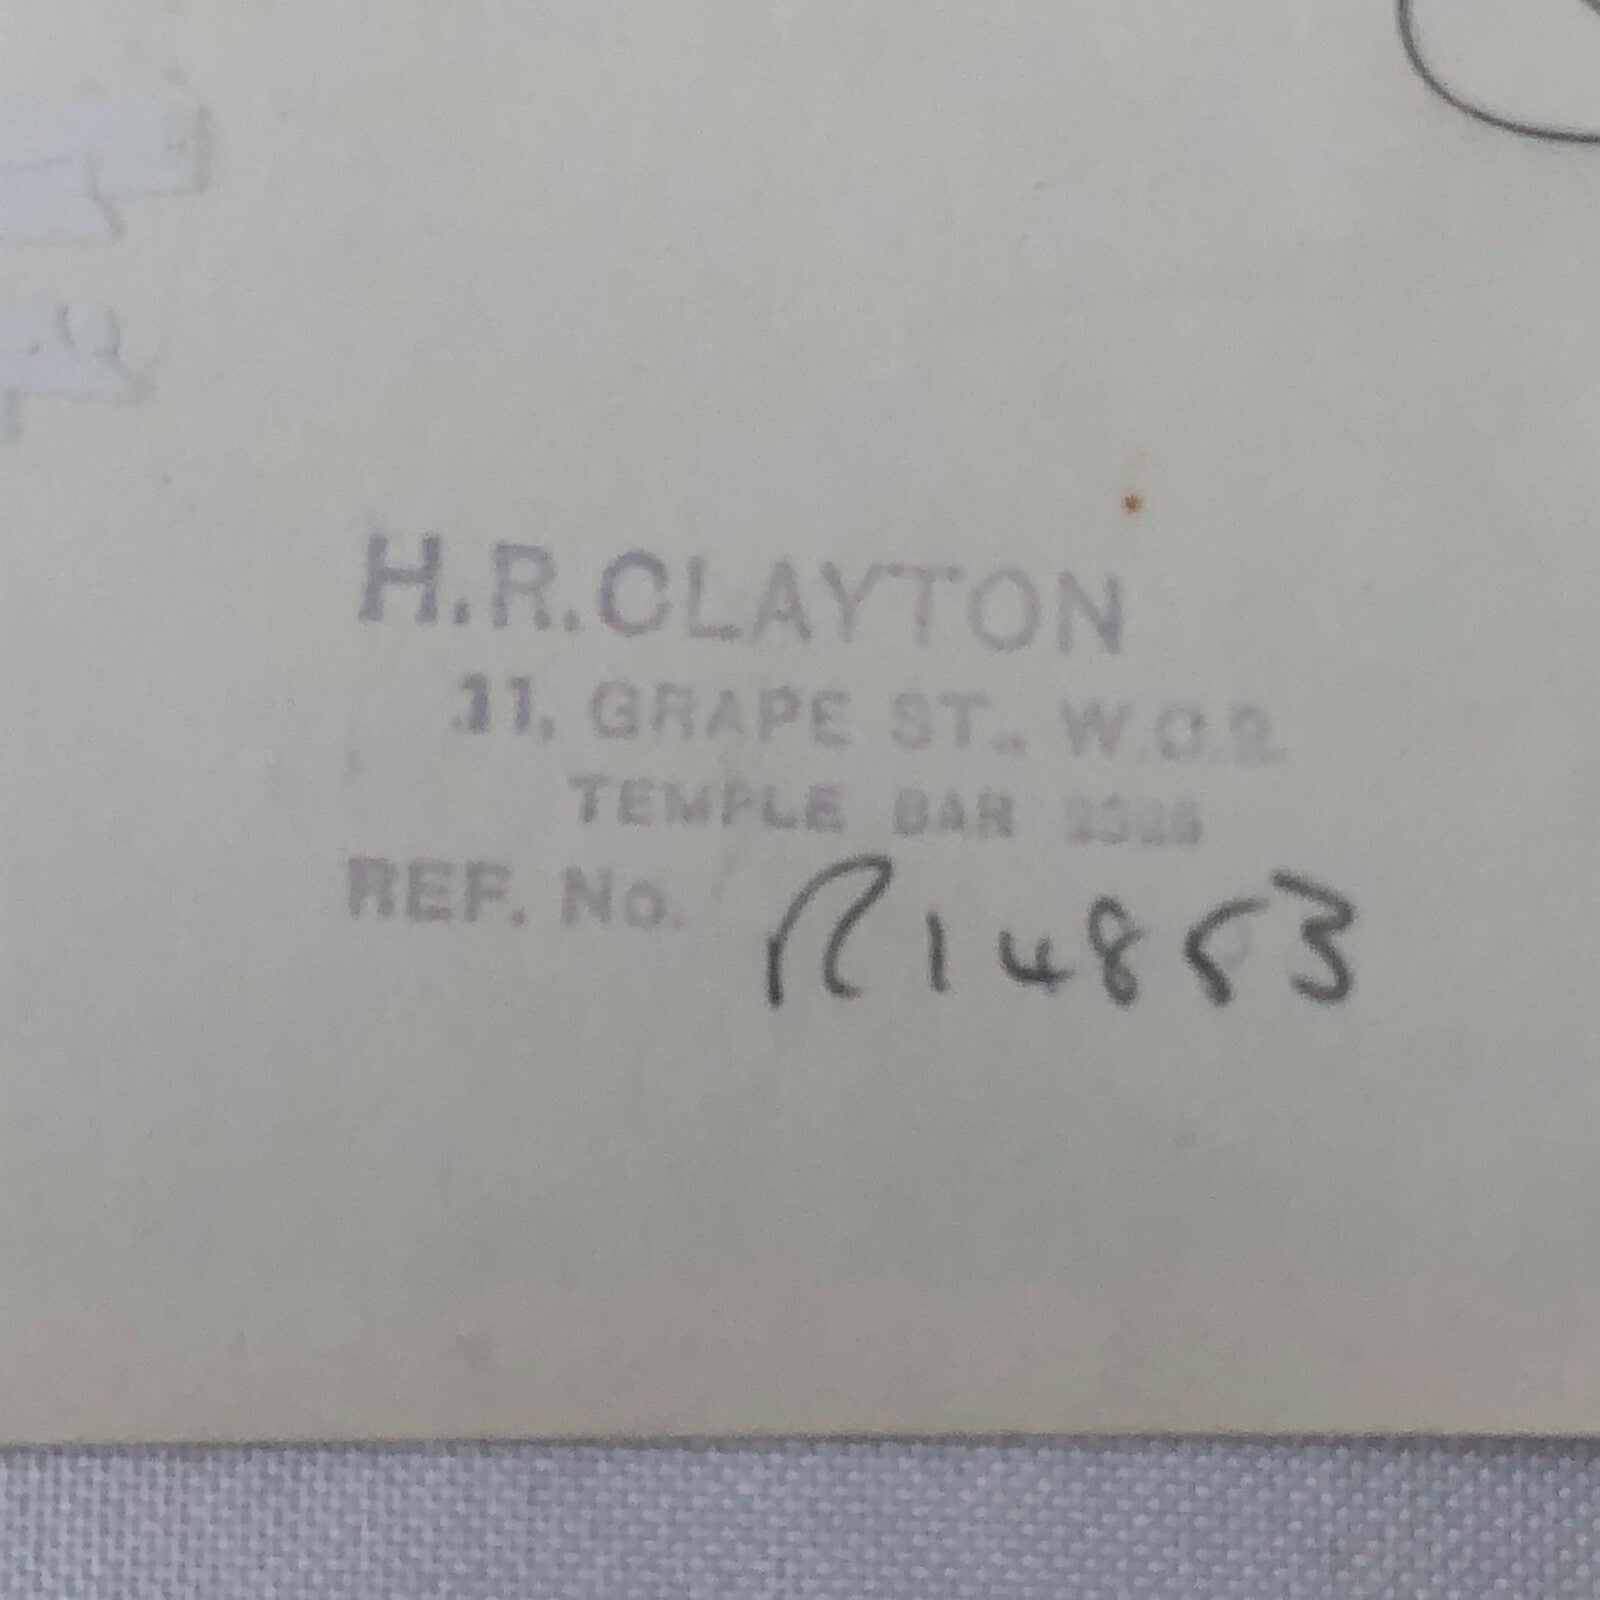 H.R.CLAYTON
11, GRAPE ST., W.C.2
TEMPLE BAR
REF. No. R14853